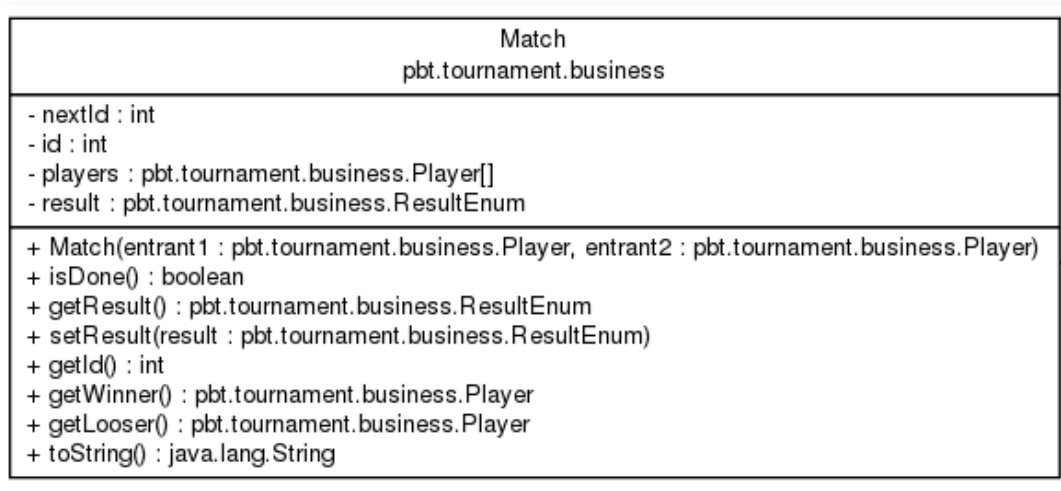 Match
pbt.tournament.business
- nextId : int
- id : int
- players : pbt.tournament.business.Player[]
- result : pbt.tournament.business.ResultEnum
+ Match(entrant1 : pbt.tournament.business.Player, entrant2 : pbt.tournament.business.Player)
+ isDone() : boolean
+ getResult() : pbt.tournament.business.ResultEnum
+ setResult(result : pbt.tournament.business.ResultEnum)
+ getId() : int
+ getWinner() : pbt.tournament.business.Player
+ getLooser() : pbt.tournament.business.Player
+ toString() : java.lang.String